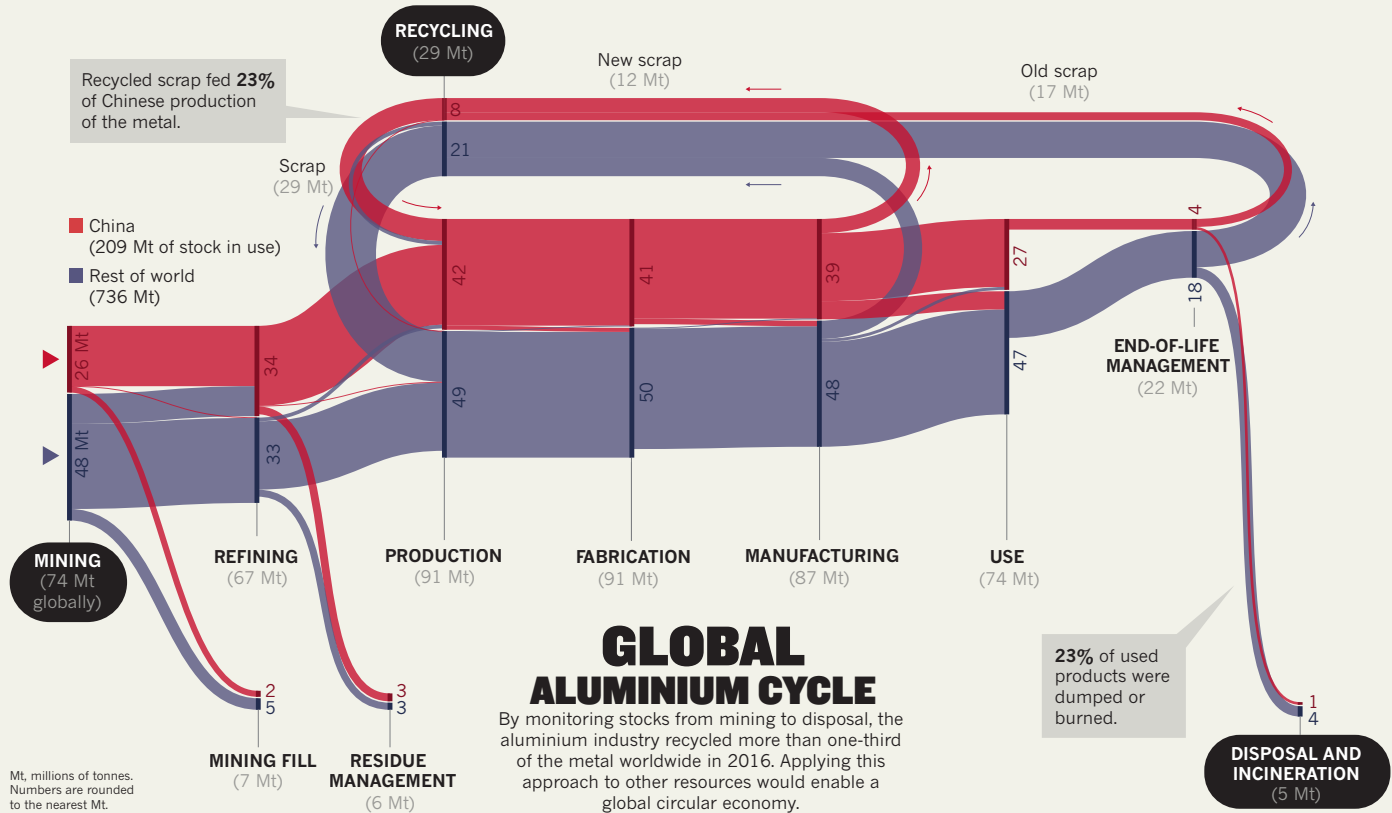 RECYCLING
(29 Mt)
New scrap
(12 Mt)
Old scrap
(17 Mt)
Recycled scrap fed 23%
of Chinese production
of the metal.
Scrap
(29 Mt)
China
(209 Mt of stock in use)
Rest of world
(736 Mt)
8
21
26 Mt
48 Mt
34
33
42
49
41
50
39
48
27
47
4
18
MINING
(74 Mt
globally)
REFINING
(67 Mt)
PRODUCTION
(91 Mt)
FABRICATION
(91 Mt)
MANUFACTURING
(87 Mt)
USE
(74 Mt)
END-OF-LIFE
MANAGEMENT
(22 Mt)
2
5
MINING FILL
(7 Mt)
3
3
RESIDUE
MANAGEMENT
(6 Mt)
GLOBAL
ALUMINIUM CYCLE
By monitoring stocks from mining to disposal, the
aluminium industry recycled more than one-third
of the metal worldwide in 2016. Applying this
approach to other resources would enable a
global circular economy.
23% of used
products were
dumped or
burned.
1
4
DISPOSAL AND
INCINERATION
(5 Mt)
Mt, millions of tonnes.
Numbers are rounded
to the nearest Mt.